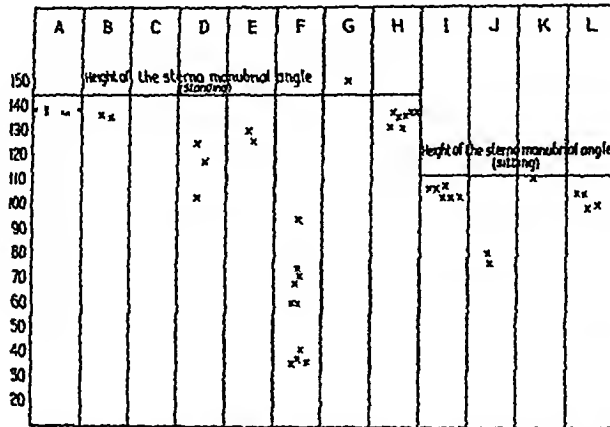 A B C D E F G H I J K L
150
Height of the sterno manubrial angle
(standing)
140
130
120
Height of the sterno manubrial angle
(sitting)
110
100
90
80
70
60
50
40
30
20